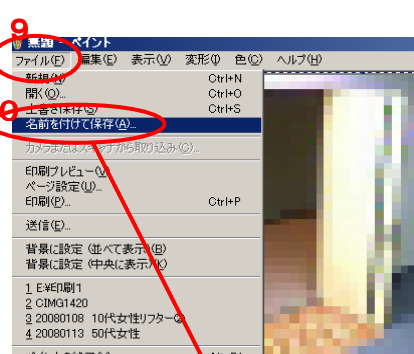 9
無題 - ペイント
ファイル(F) 編集(E) 表示(V) 変形(I) 色(C) ヘルプ(H)
新規(N) Ctrl+N
開く(O)... Ctrl+O
上書き保存(S) Ctrl+S
名前を付けて保存(A)...
カメラまたはスキャナから取り込み(C)...
印刷プレビュー(V)
ページ設定(U)...
印刷(P)... Ctrl+P
送信(E)...
背景に設定 (並べて表示)(B)
背景に設定 (中央に表示)(K)
1 E:¥印刷1
2 CIMG1420
3 20080108 10代女性リフター②
4 20080113 50代女性